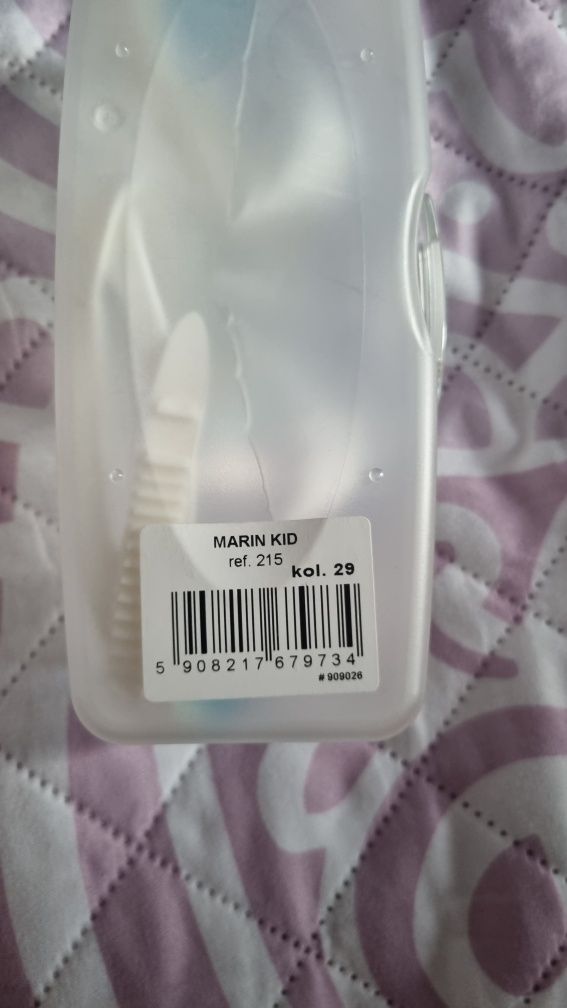 MARIN KID
ref. 215
kol. 29
5 908217 679734
# 909026